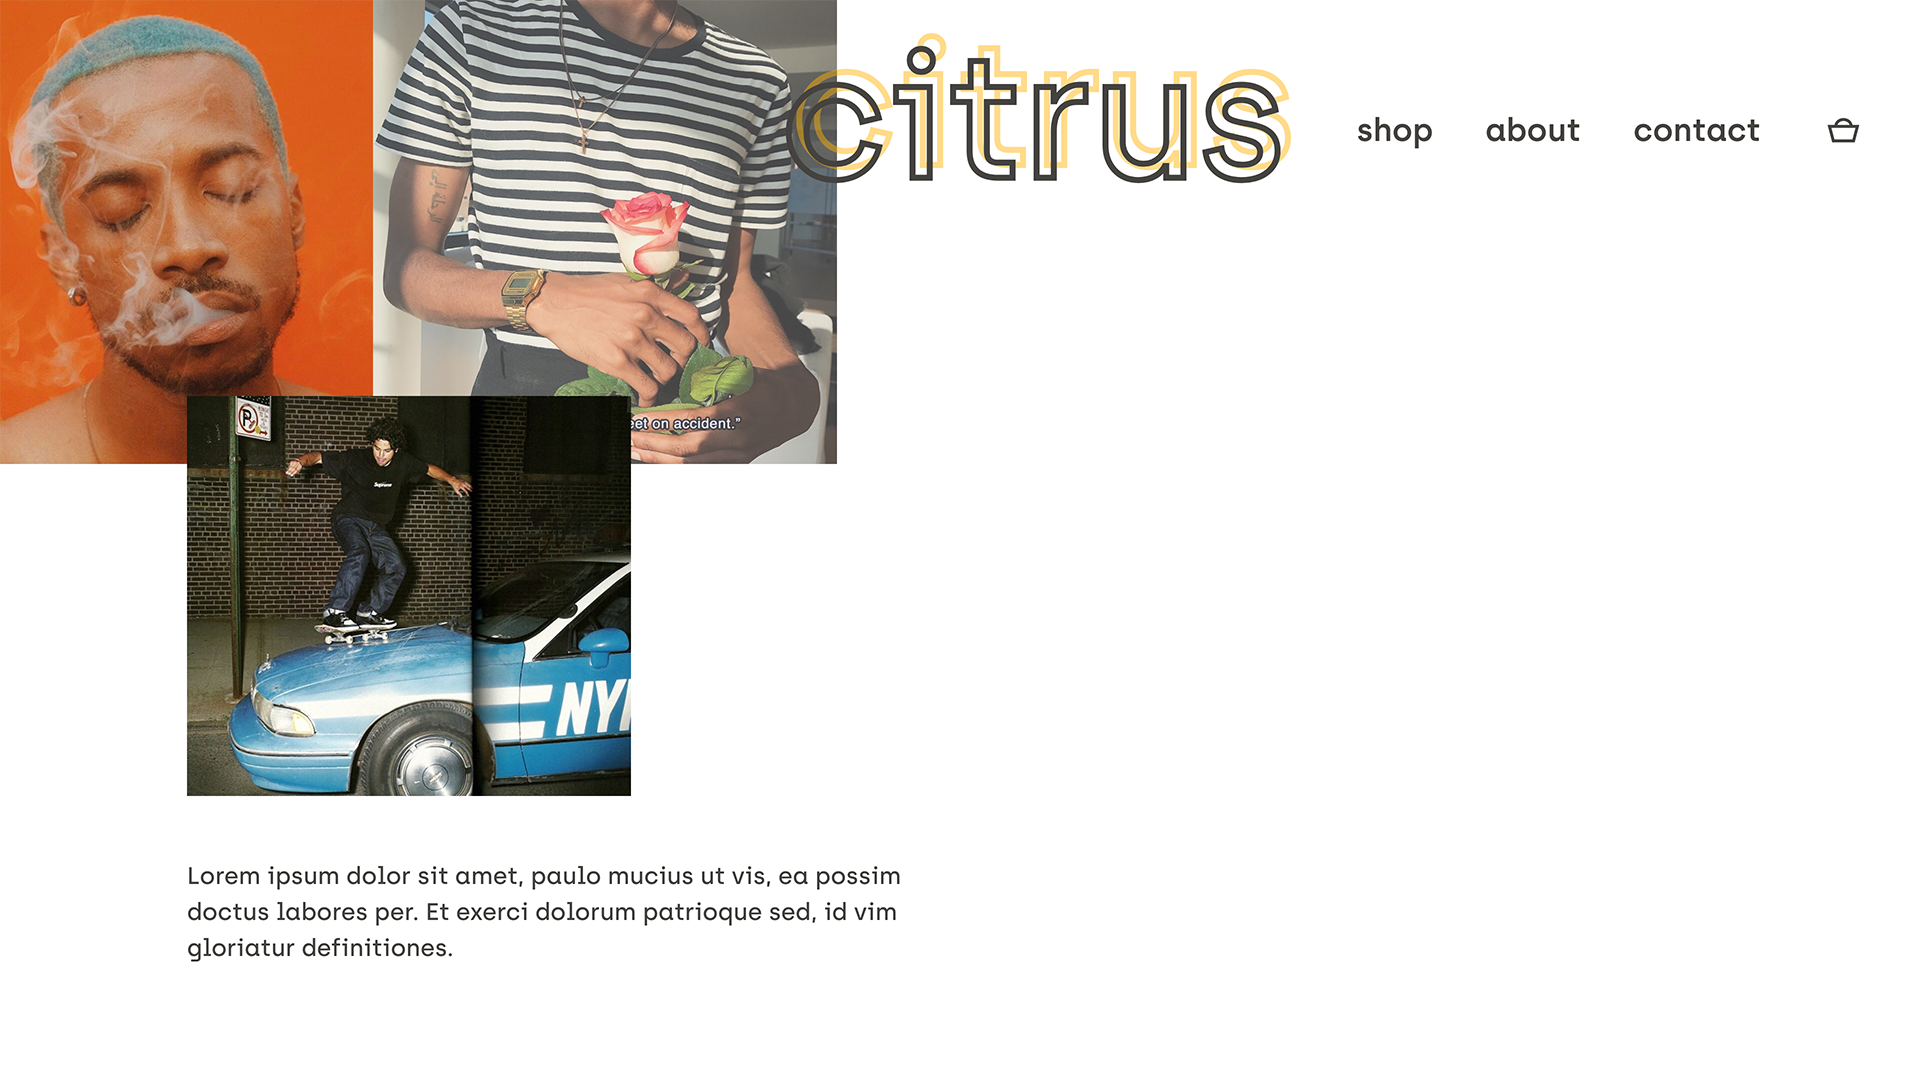 citrus
shop about contact
eet on accident."
Supreme
NY
Lorem ipsum dolor sit amet, paulo mucius ut vis, ea possim
doctus labores per. Et exerci dolorum patrioque sed, id vim
gloriatur definitiones.